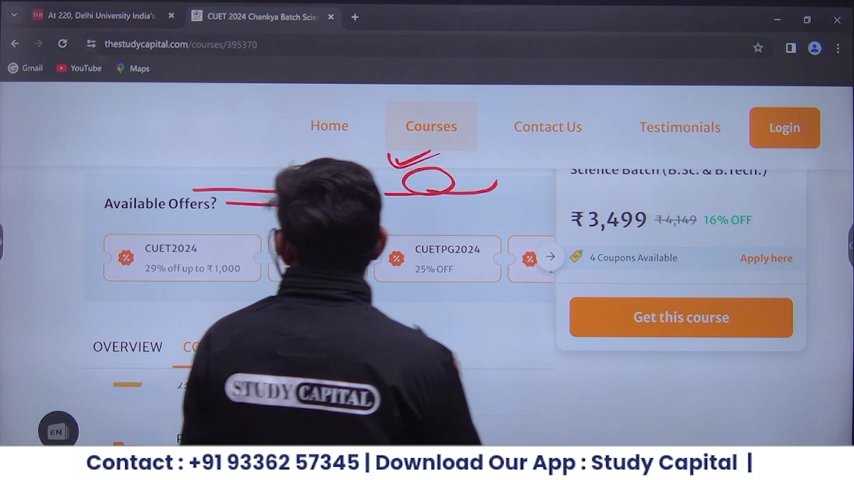 At 220, Delhi University India's
CUET 2024 Chankya Batch Scie
thestudycapital.com/courses/395370
Gmail YouTube Maps
Home Courses Contact Us Testimonials Login
Science Batch (B.Sc. & B.Tech.)
Available Offers?
₹3,499 ₹4,149 16% OFF
CUET2024
29% off up to ₹1,000
CUETPG2024
25% OFF
4 Coupons Available Apply here
Get this course
OVERVIEW
STUDY CAPITAL
EN
Contact : +91 93362 57345 | Download Our App : Study Capital |